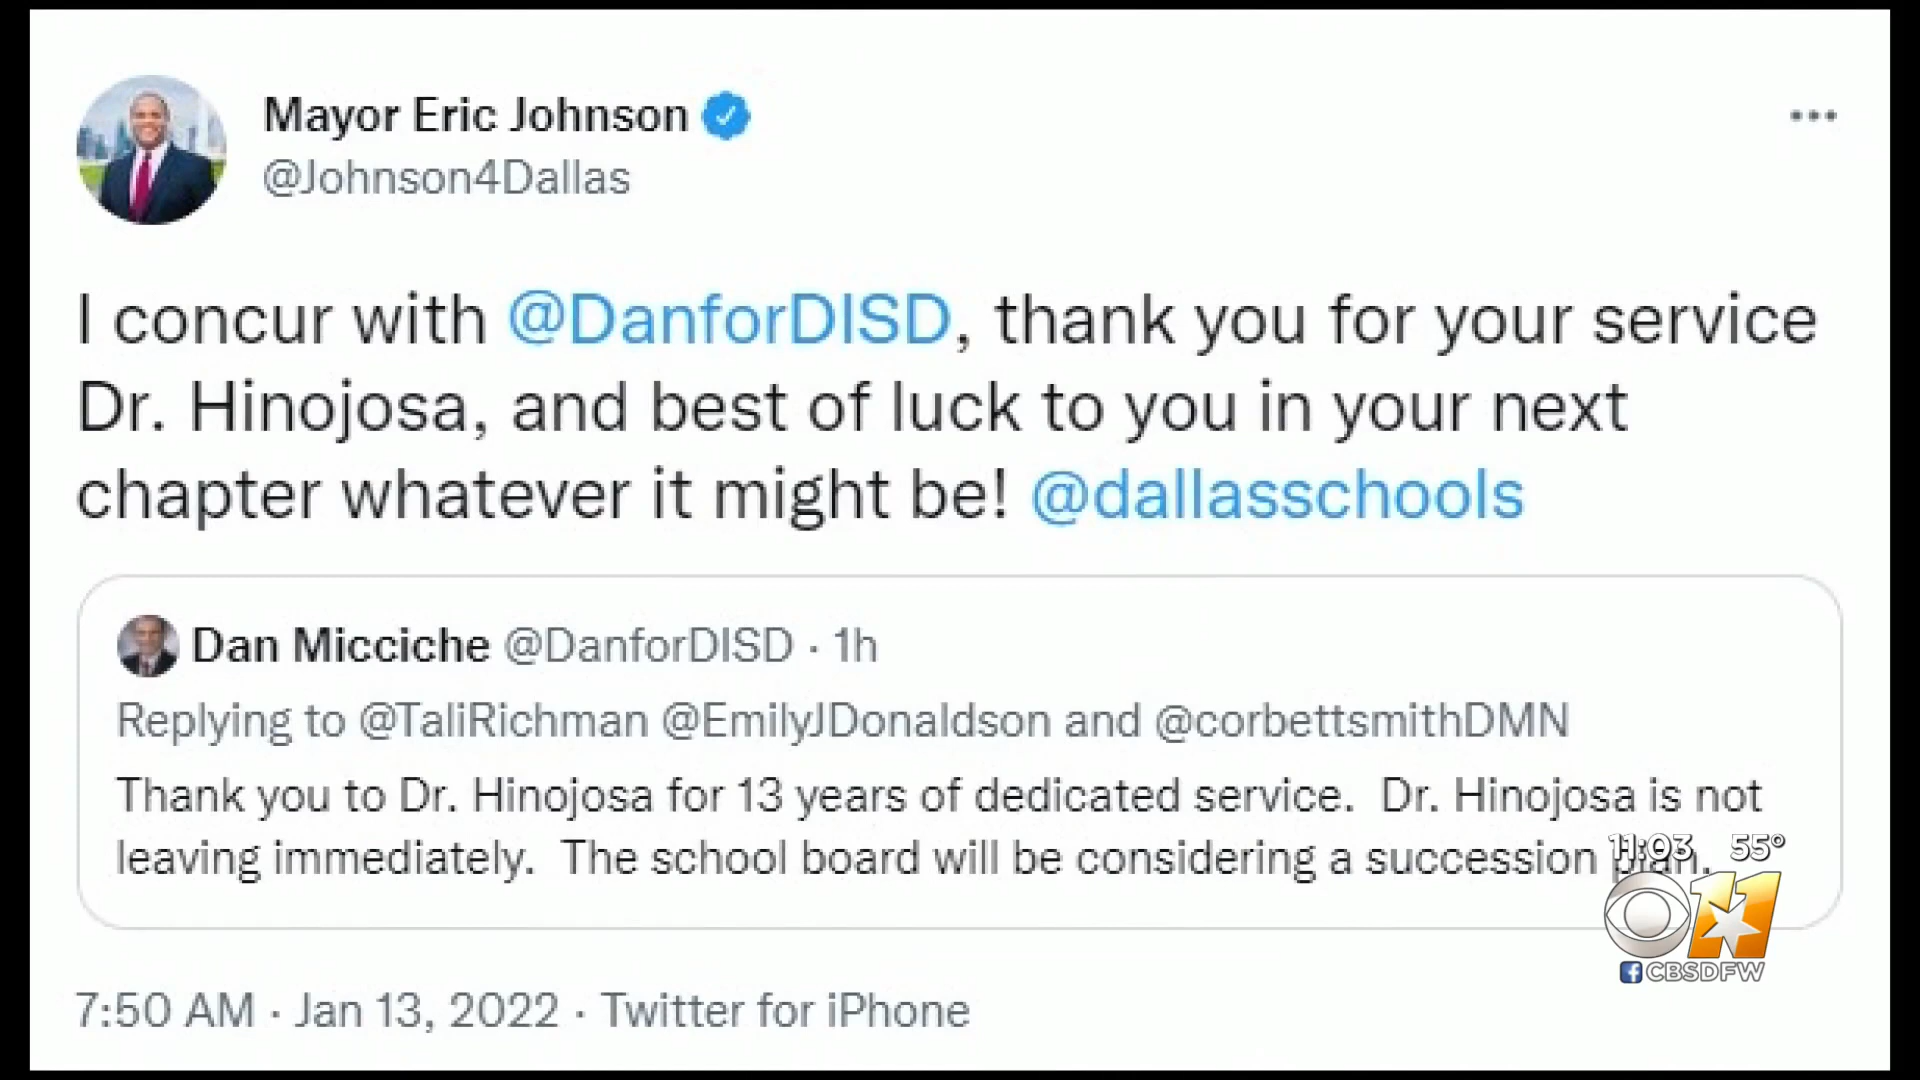 Mayor Eric Johnson
@Johnson4Dallas
I concur with @DanforDISD, thank you for your service
Dr. Hinojosa, and best of luck to you in your next
chapter whatever it might be! @dallasschools
Dan Micciche @DanforDISD · 1h
Replying to @TaliRichman @EmilyJDonaldson and @corbettsmithDMN
Thank you to Dr. Hinojosa for 13 years of dedicated service. Dr. Hinojosa is not
leaving immediately. The school board will be considering a succession plan.
11:03 55°
11
CBSDFW
7:50 AM · Jan 13, 2022 · Twitter for iPhone